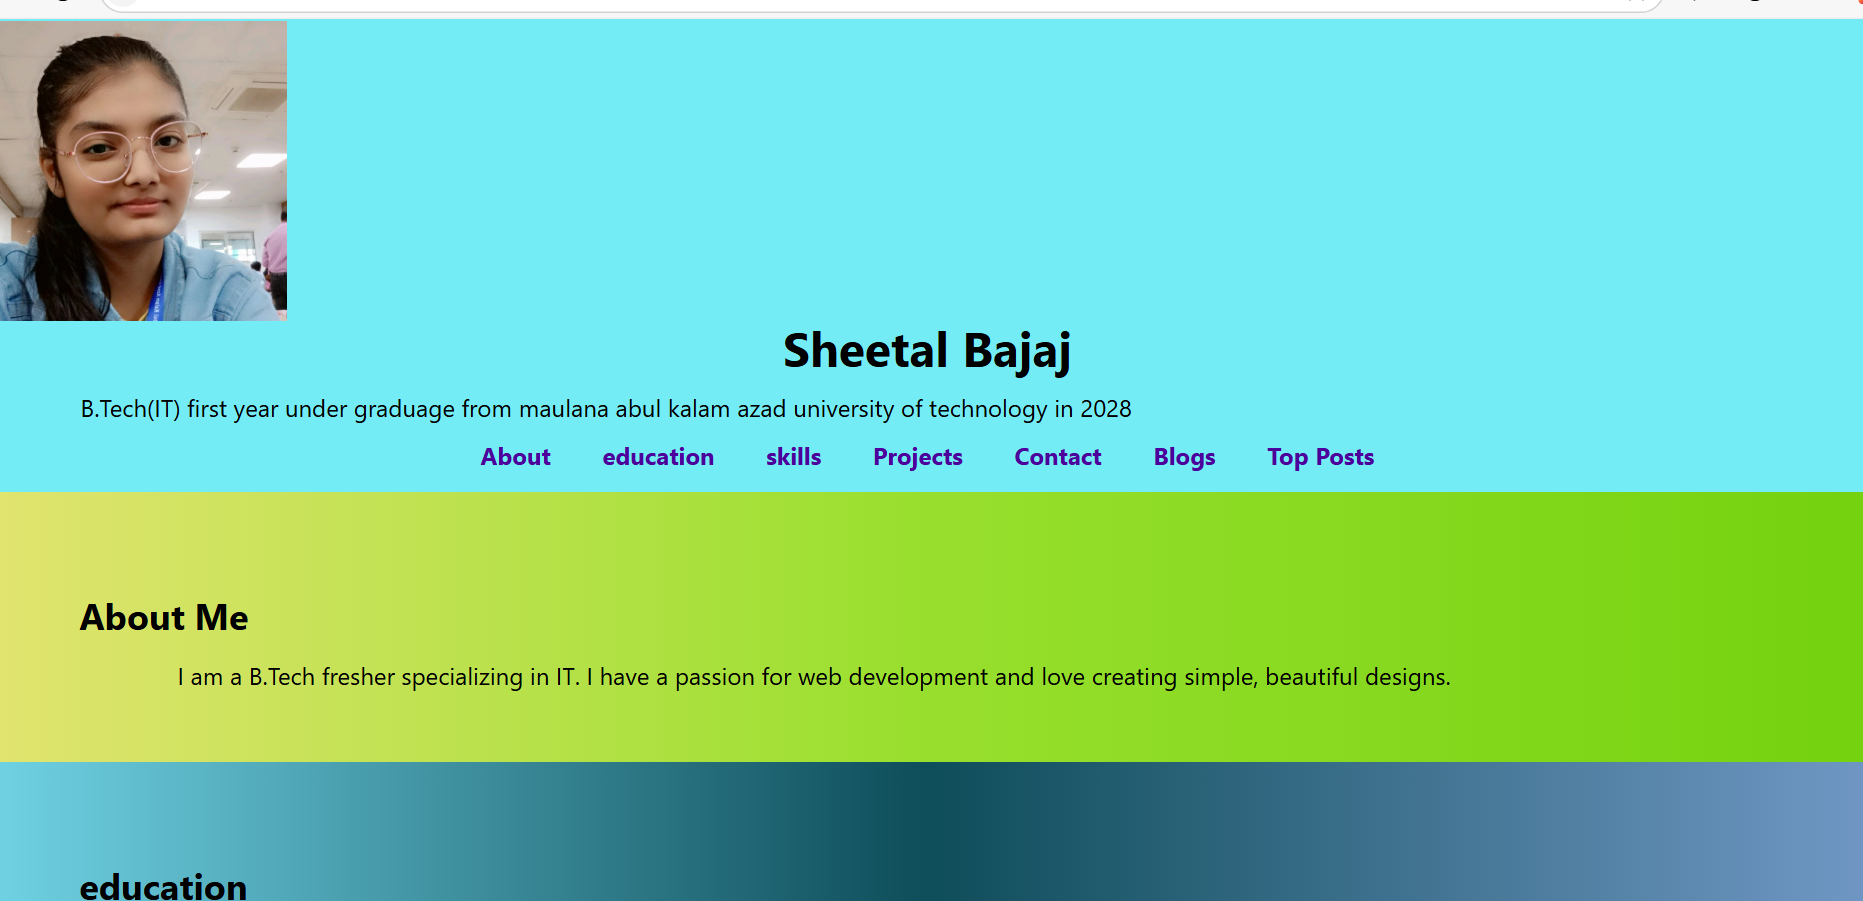 Sheetal Bajaj
B.Tech(IT) first year under graduage from maulana abul kalam azad university of technology in 2028
About education skills Projects Contact Blogs Top Posts
About Me
I am a B.Tech fresher specializing in IT. I have a passion for web development and love creating simple, beautiful designs.
education